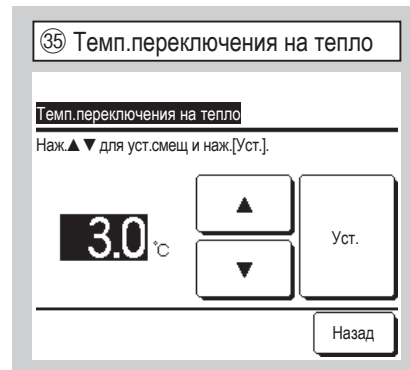 ㉟ Темп.переключения на тепло
Темп.переключения на тепло
Наж.▲▼ для уст.смещ и наж.[Уст.].
▲
3.0 °C
Уст.
▼
Назад